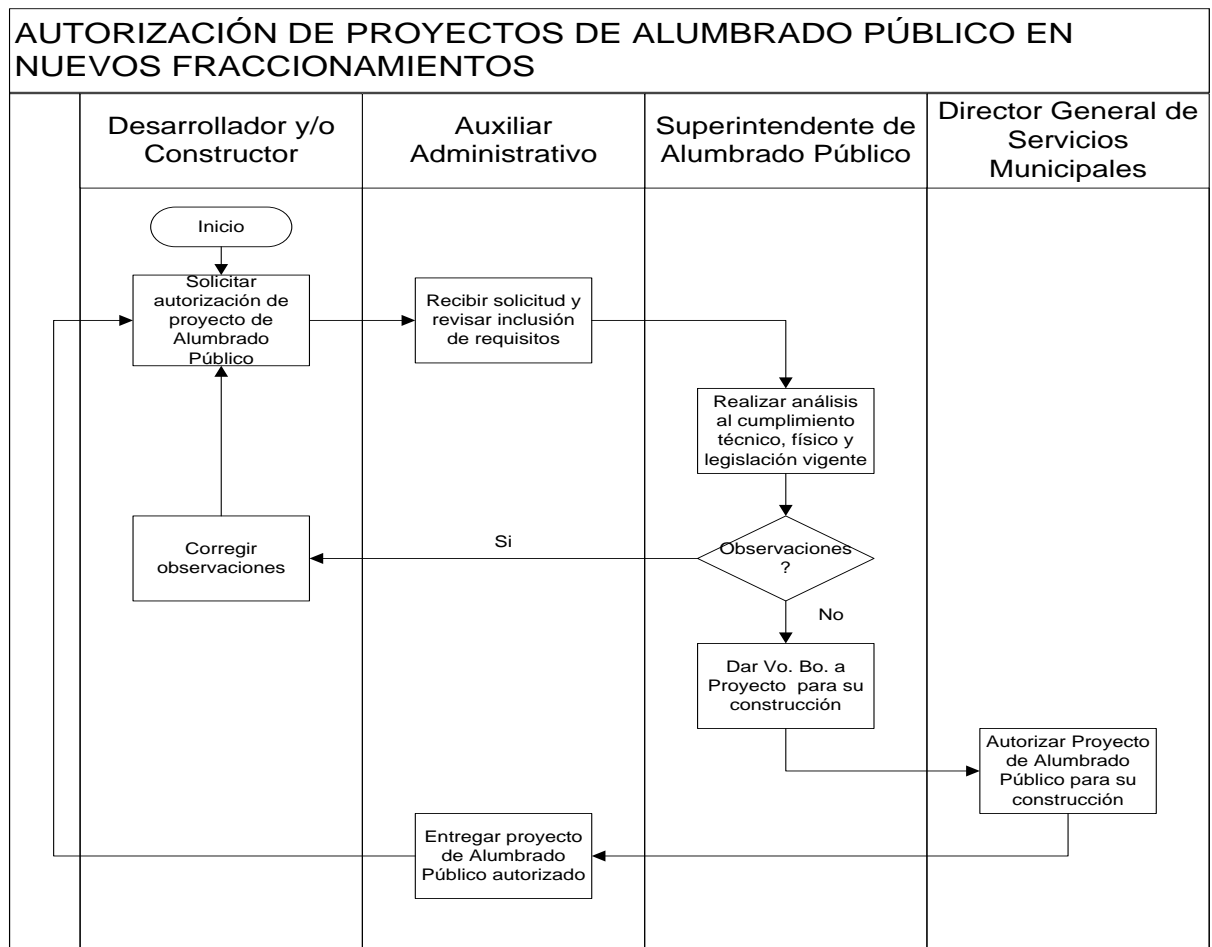 AUTORIZACIÓN DE PROYECTOS DE ALUMBRADO PÚBLICO EN
NUEVOS FRACCIONAMIENTOS
Desarrollador y/o
Constructor
Auxiliar
Administrativo
Superintendente de
Alumbrado Público
Director General de
Servicios
Municipales
Inicio
Solicitar
autorización de
proyecto de
Alumbrado
Público
Recibir solicitud y
revisar inclusión
de requisitos
Realizar análisis
al cumplimiento
técnico, físico y
legislación vigente
Corregir
observaciones
Si
Observaciones
?
No
Dar Vo. Bo. a
Proyecto para su
construcción
Autorizar Proyecto
de Alumbrado
Público para su
construcción
Entregar proyecto
de Alumbrado
Público autorizado